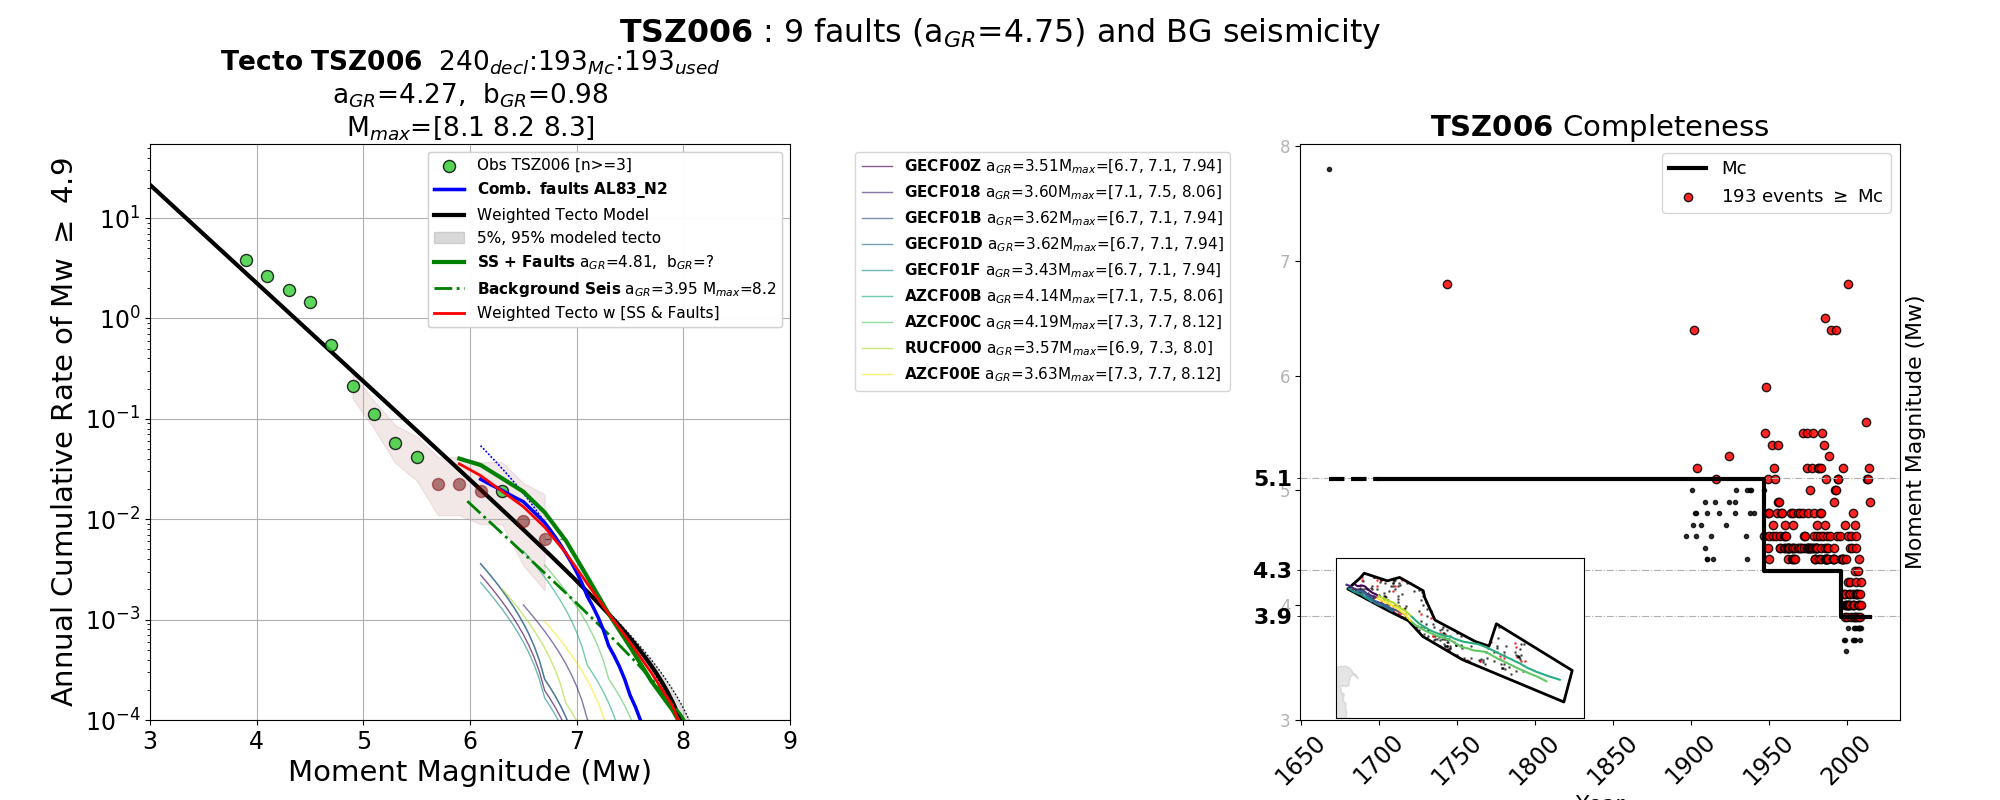 TSZ006 : 9 faults (aGR=4.75) and BG seismicity
Tecto TSZ006 240decl:193Mc:193used
aGR=4.27, bGR=0.98
Mmax=[8.1 8.2 8.3]
Annual Cumulative Rate of Mw ≥ 4.9
10^1
10^0
10^-1
10^-2
10^-3
10^-4
3 4 5 6 7 8 9
Moment Magnitude (Mw)
Obs TSZ006 [n>=3]
Comb. faults AL83_N2
Weighted Tecto Model
5%, 95% modeled tecto
SS + Faults aGR=4.81, bGR=?
Background Seis aGR=3.95 Mmax=8.2
Weighted Tecto w [SS & Faults]
GECF00Z aGR=3.51Mmax=[6.7, 7.1, 7.94]
GECF018 aGR=3.60Mmax=[7.1, 7.5, 8.06]
GECF01B aGR=3.62Mmax=[6.7, 7.1, 7.94]
GECF01D aGR=3.62Mmax=[6.7, 7.1, 7.94]
GECF01F aGR=3.43Mmax=[6.7, 7.1, 7.94]
AZCF00B aGR=4.14Mmax=[7.1, 7.5, 8.06]
AZCF00C aGR=4.19Mmax=[7.3, 7.7, 8.12]
RUCF000 aGR=3.57Mmax=[6.9, 7.3, 8.0]
AZCF00E aGR=3.63Mmax=[7.3, 7.7, 8.12]
TSZ006 Completeness
Mc
193 events ≥ Mc
8
7
6
5.1
5
4.3
4
3.9
3
Moment Magnitude (Mw)
1650 1700 1750 1800 1850 1900 1950 2000
Year